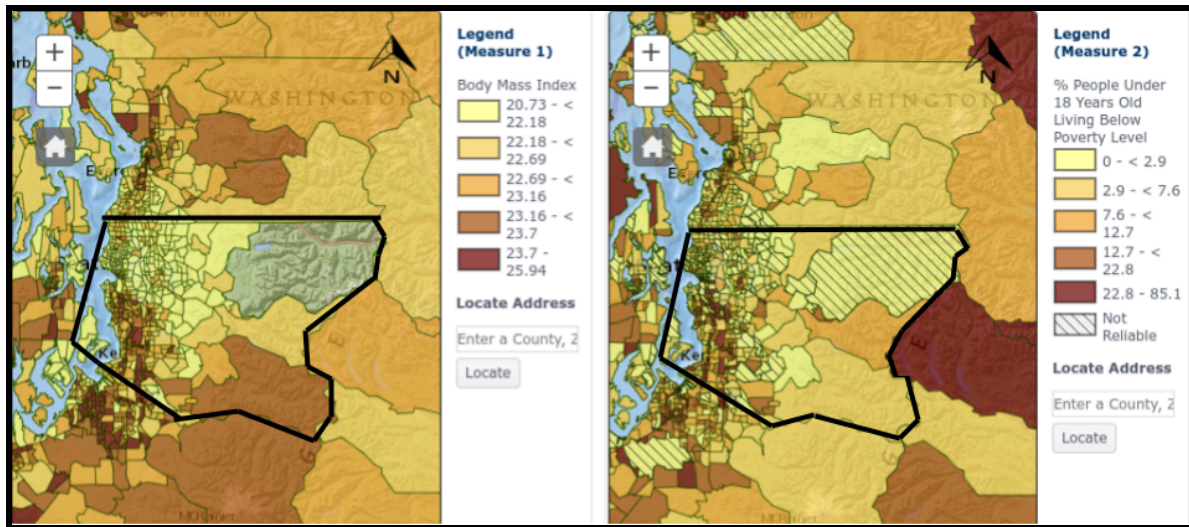 +
−
N
WASHINGTON
Ke
E
G
Legend
(Measure 1)
Body Mass Index
20.73 - <
22.18
22.18 - <
22.69
22.69 - <
23.16
23.16 - <
23.7
23.7 -
25.94
Locate Address
Enter a County, Z
Locate
+
−
N
WASHINGTON
Ke
E
G
Legend
(Measure 2)
% People Under
18 Years Old
Living Below
Poverty Level
0 - < 2.9
2.9 - < 7.6
7.6 - <
12.7
12.7 - <
22.8
22.8 - 85.1
Not
Reliable
Locate Address
Enter a County, Z
Locate